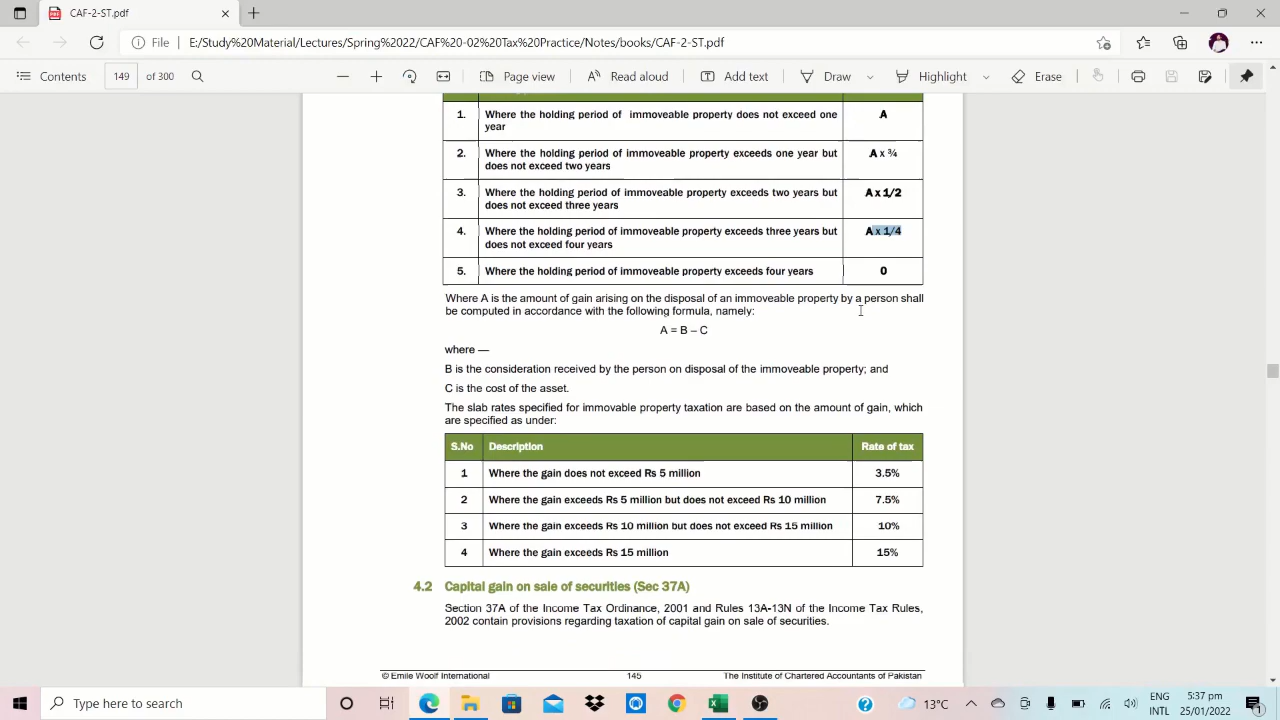 CAF-2-ST.pdf
File
E:/Study%20Material/Lectures/Spring%2022/CAF%20-02%20Tax%20Practice/Notes/books/CAF-2-ST.pdf
Contents
149
of 300
Page view
Read aloud
Add text
Draw
Highlight
Erase
1. Where the holding period of immoveable property does not exceed one A
year
2. Where the holding period of immoveable property exceeds one year but A x ¾
does not exceed two years
3. Where the holding period of immoveable property exceeds two years but A x 1/2
does not exceed three years
4. Where the holding period of immoveable property exceeds three years but A x 1/4
does not exceed four years
5. Where the holding period of immoveable property exceeds four years 0
Where A is the amount of gain arising on the disposal of an immoveable property by a person shall
be computed in accordance with the following formula, namely:
A = B – C
where —
B is the consideration received by the person on disposal of the immoveable property; and
C is the cost of the asset.
The slab rates specified for immovable property taxation are based on the amount of gain, which
are specified as under:
S.No Description Rate of tax
1 Where the gain does not exceed Rs 5 million 3.5%
2 Where the gain exceeds Rs 5 million but does not exceed Rs 10 million 7.5%
3 Where the gain exceeds Rs 10 million but does not exceed Rs 15 million 10%
4 Where the gain exceeds Rs 15 million 15%
4.2 Capital gain on sale of securities (Sec 37A)
Section 37A of the Income Tax Ordinance, 2001 and Rules 13A-13N of the Income Tax Rules,
2002 contain provisions regarding taxation of capital gain on sale of securities.
© Emile Woolf International 145 The Institute of Chartered Accountants of Pakistan
Type here to search
13°C
ENG
INTL
5:37 pm
25/01/2022